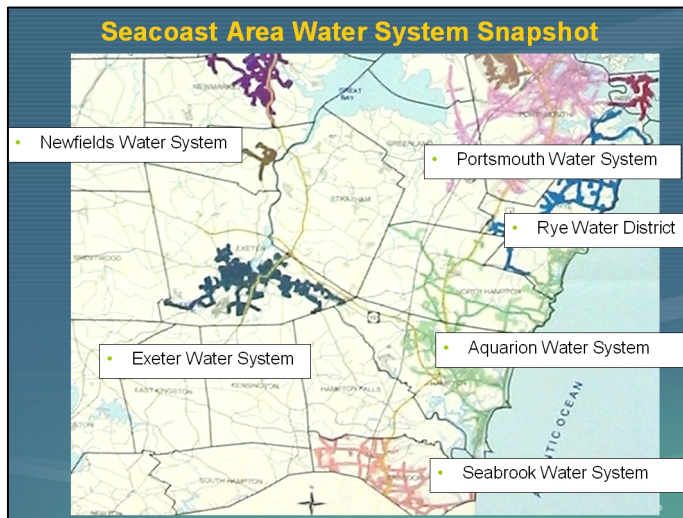 Seacoast Area Water System Snapshot
NEWMARKET
GREAT
BAY
• Newfields Water System
GREENLAND
• Portsmouth Water System
STRATHAM
• Rye Water District
EXETER
BRENTWOOD
NORTH HAMPTON
• Aquarion Water System
• Exeter Water System
EAST KINGSTON
KENSINGTON
HAMPTON FALLS
HAMPTON
ATLANTIC OCEAN
• Seabrook Water System
SOUTH HAMPTON